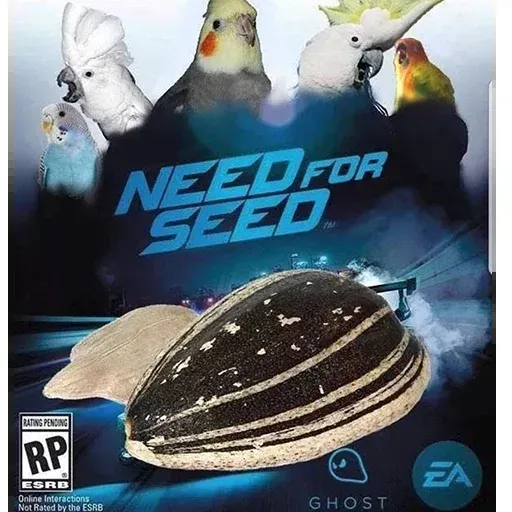 NEED FOR
SEED
TM
RATING PENDING
RP
ESRB
Online Interactions
Not Rated by the ESRB
GHOST
EA